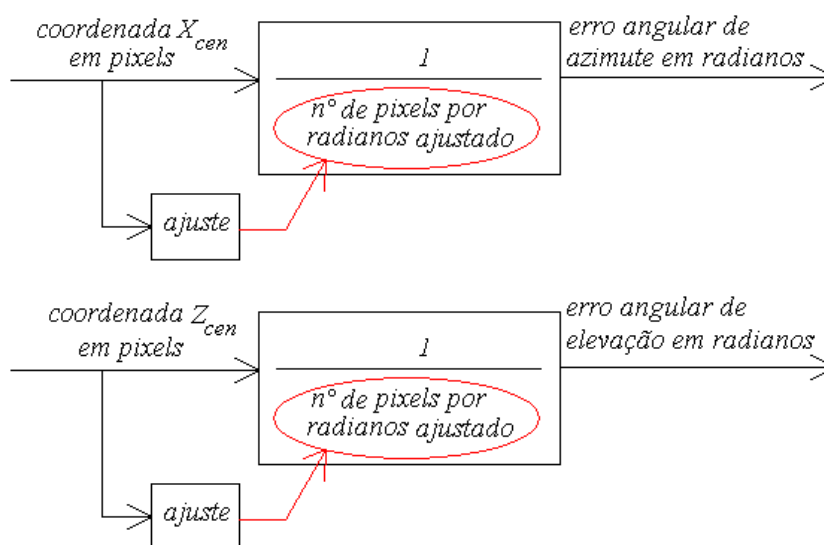 coordenada X_cen
em pixels
1
n° de pixels por
radianos ajustado
erro angular de
azimute em radianos
ajuste
coordenada Z_cen
em pixels
1
n° de pixels por
radianos ajustado
erro angular de
elevação em radianos
ajuste